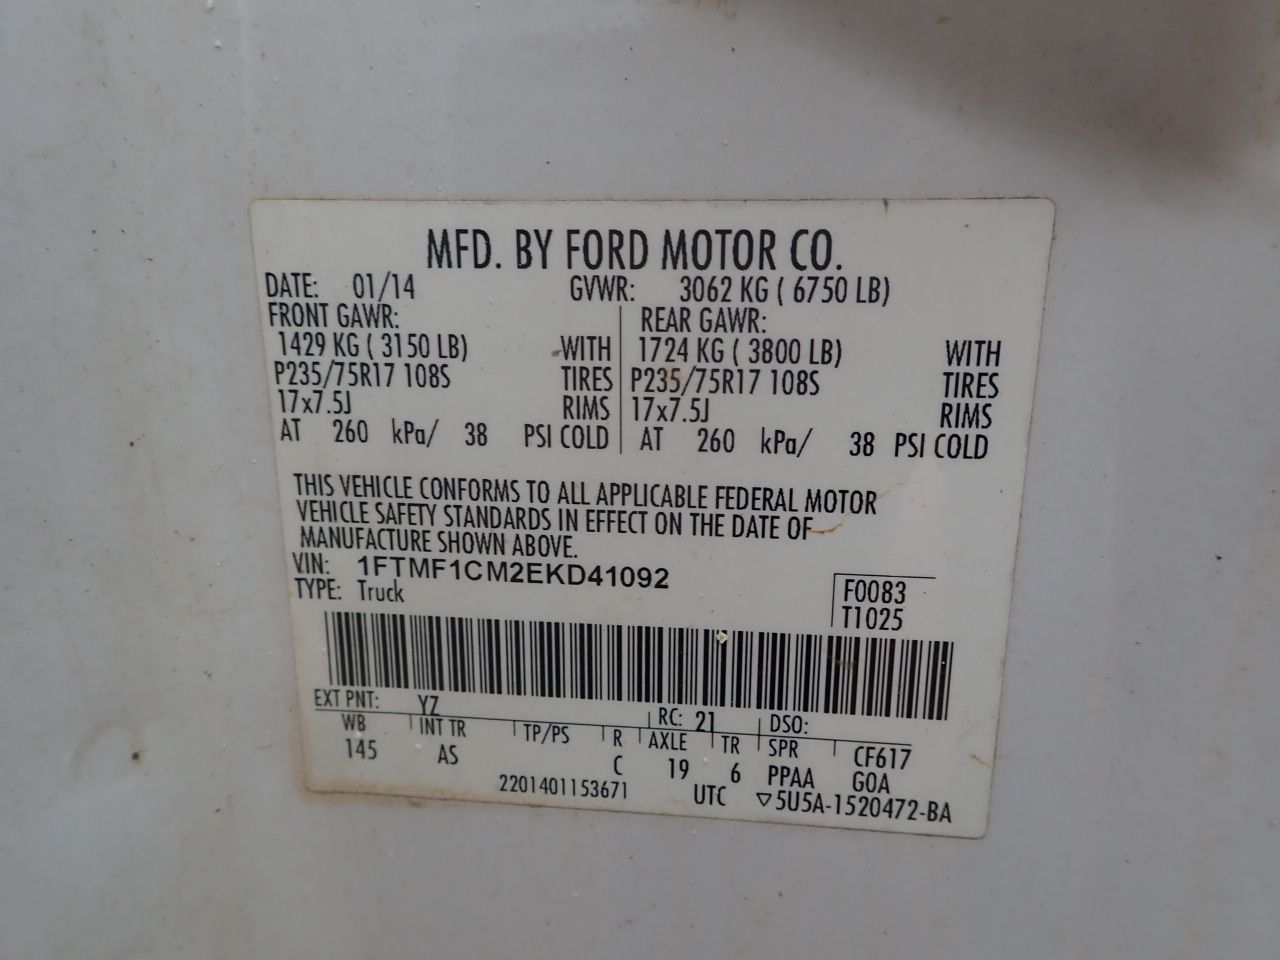 MFD. BY FORD MOTOR CO.
DATE: 01/14 GVWR: 3062 KG ( 6750 LB)
FRONT GAWR: REAR GAWR:
1429 KG ( 3150 LB) WITH 1724 KG ( 3800 LB) WITH
P235/75R17 108S TIRES P235/75R17 108S TIRES
17x7.5J RIMS 17x7.5J RIMS
AT 260 kPa/ 38 PSI COLD AT 260 kPa/ 38 PSI COLD
THIS VEHICLE CONFORMS TO ALL APPLICABLE FEDERAL MOTOR
VEHICLE SAFETY STANDARDS IN EFFECT ON THE DATE OF
MANUFACTURE SHOWN ABOVE.
VIN: 1FTMF1CM2EKD41092
TYPE: Truck
F0083
T1025
EXT PNT: YZ RC: 21 DSO:
WB INT TR TP/PS R AXLE TR SPR CF617
145 AS C 19 6 PPAA GOA
2201401153671 UTC ▽5U5A-1520472-BA